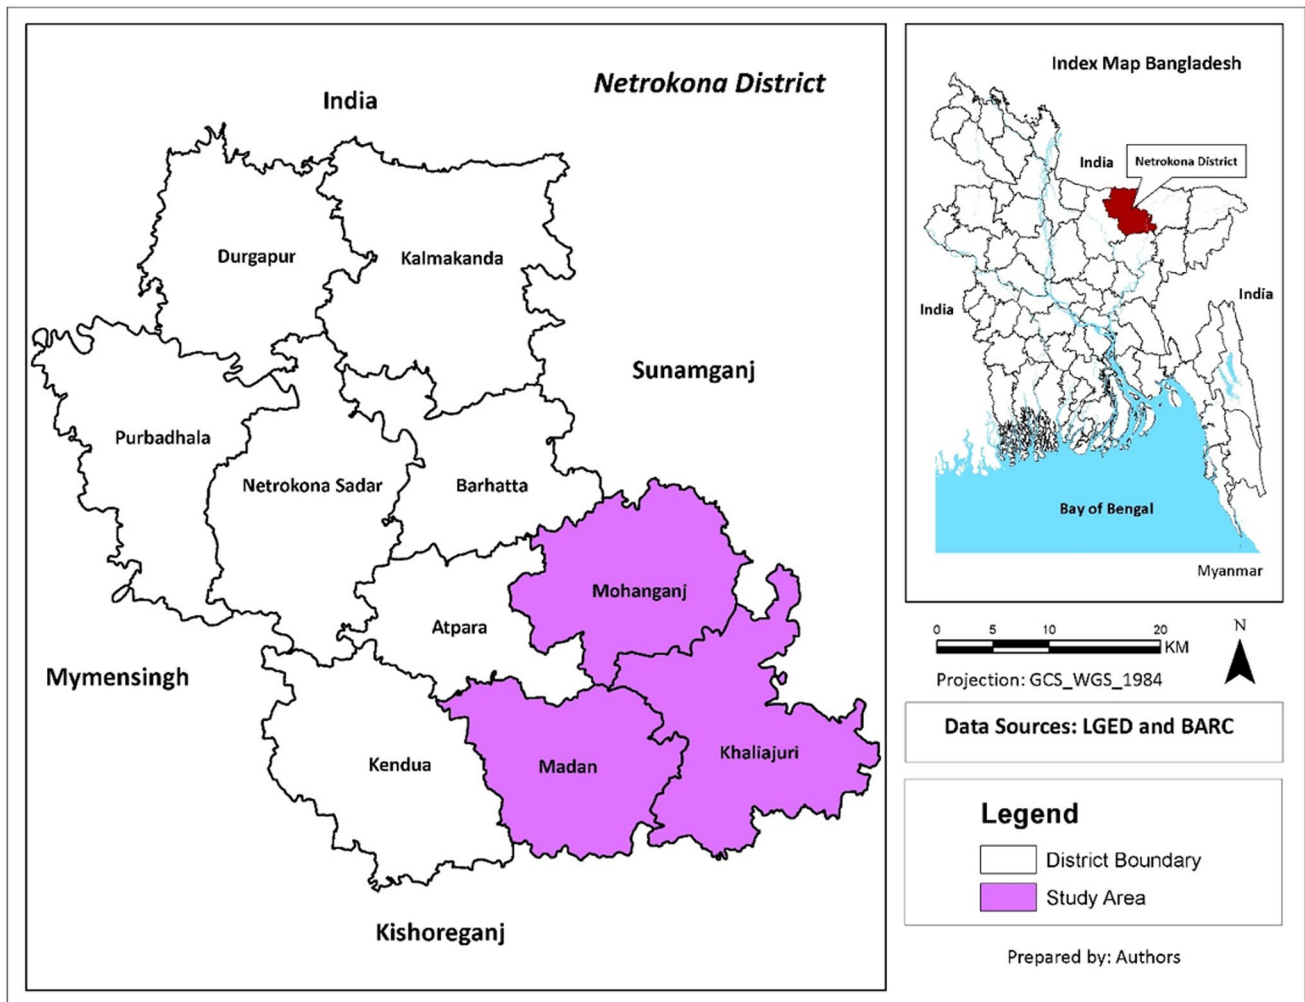 Netrokona District
India
Durgapur
Kalmakanda
Sunamganj
Purbadhala
Netrokona Sadar
Barhatta
Mohanganj
Atpara
Mymensingh
Khaliajuri
Kendua
Madan
Kishoreganj
Index Map Bangladesh
India
Netrokona District
India
India
Bay of Bengal
Myanmar
0 5 10 20
KM
N
Projection: GCS_WGS_1984
Data Sources: LGED and BARC
Legend
District Boundary
Study Area
Prepared by: Authors